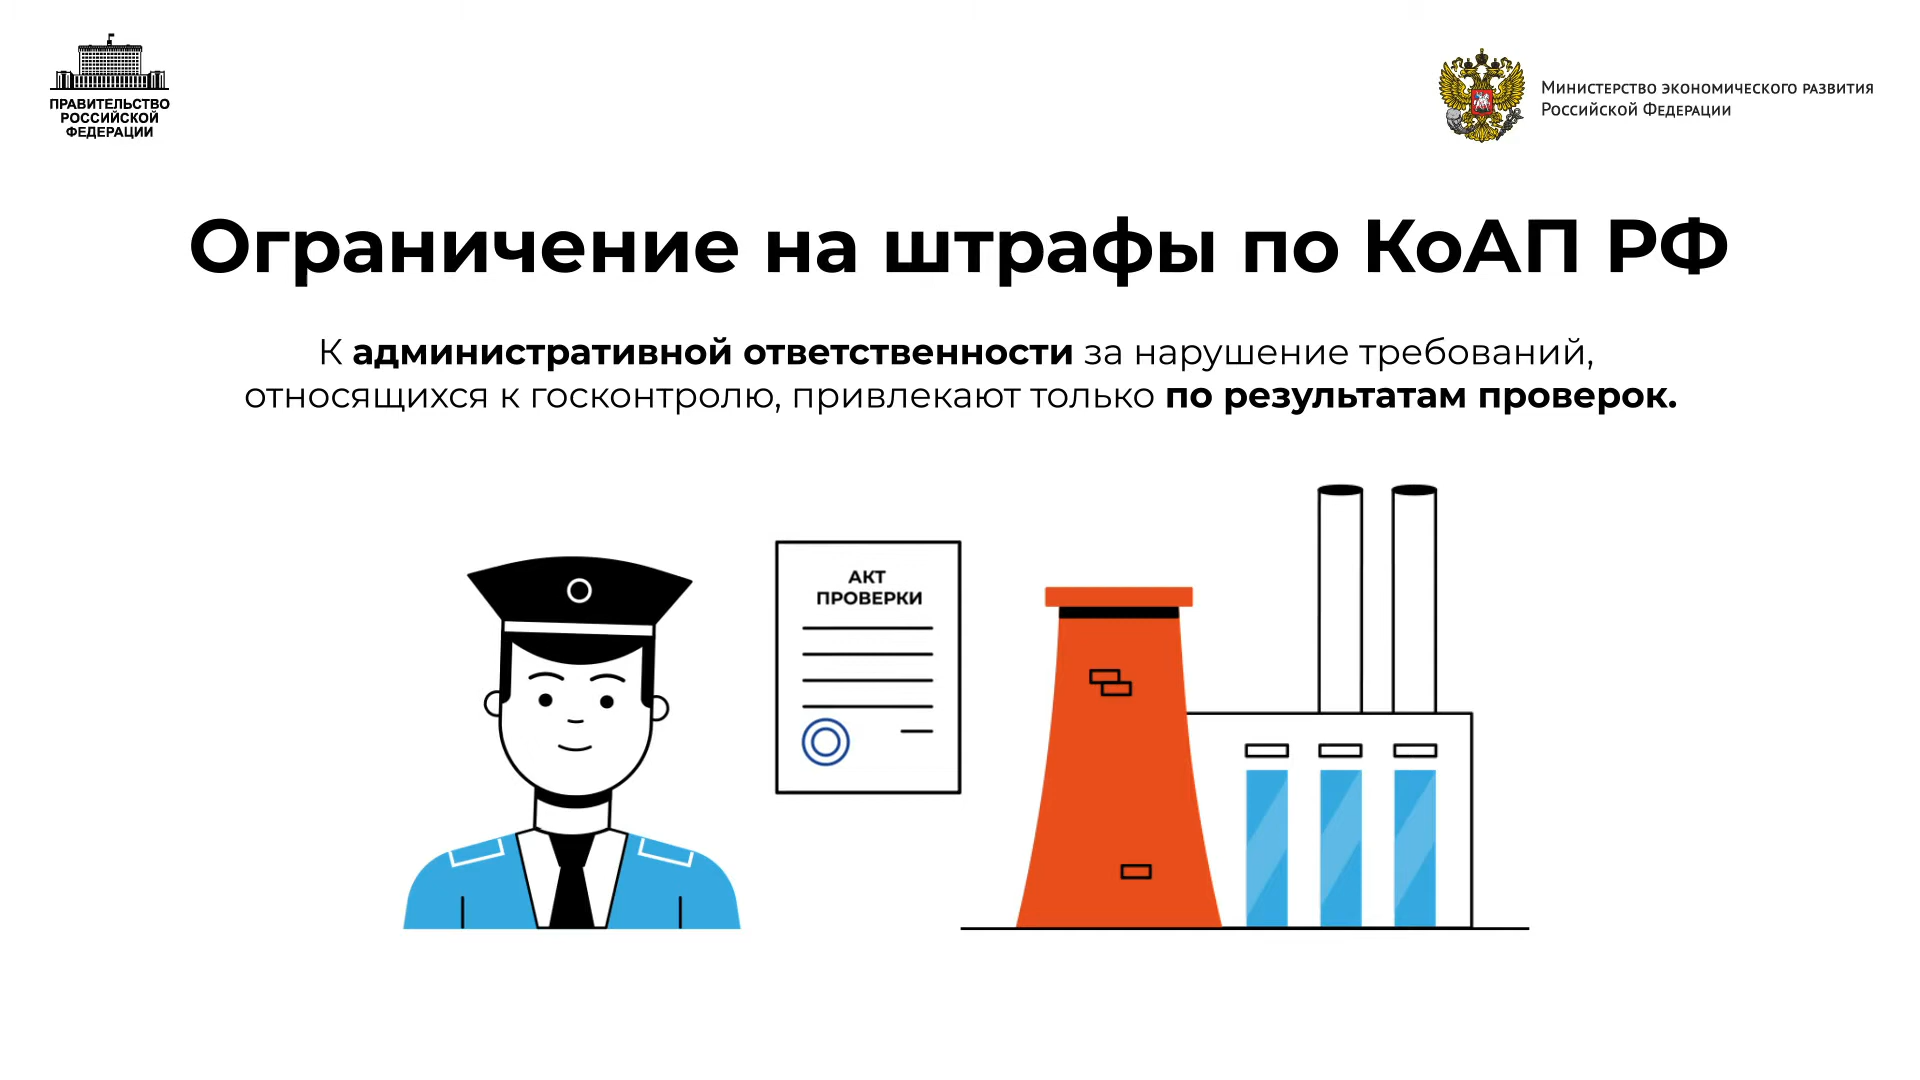 ПРАВИТЕЛЬСТВО
РОССИЙСКОЙ
ФЕДЕРАЦИИ
Министерство экономического развития
Российской Федерации
Ограничение на штрафы по КоАП РФ
К административной ответственности за нарушение требований,
относящихся к госконтролю, привлекают только по результатам проверок.
АКТ
ПРОВЕРКИ